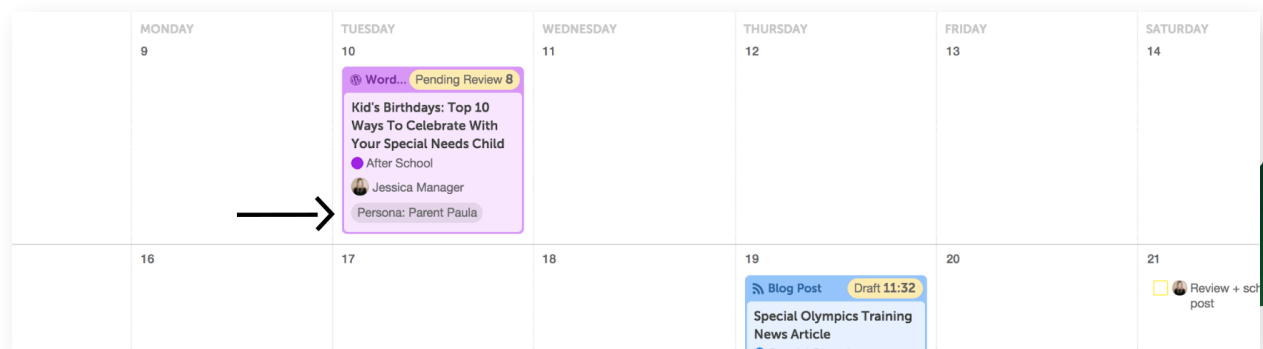 MONDAY TUESDAY WEDNESDAY THURSDAY FRIDAY SATURDAY
9 10 11 12 13 14
Word... Pending Review 8
Kid's Birthdays: Top 10
Ways To Celebrate With
Your Special Needs Child
After School
Jessica Manager
Persona: Parent Paula
16 17 18 19 20 21
Blog Post Draft 11:32
Special Olympics Training
News Article
Review + sch
post